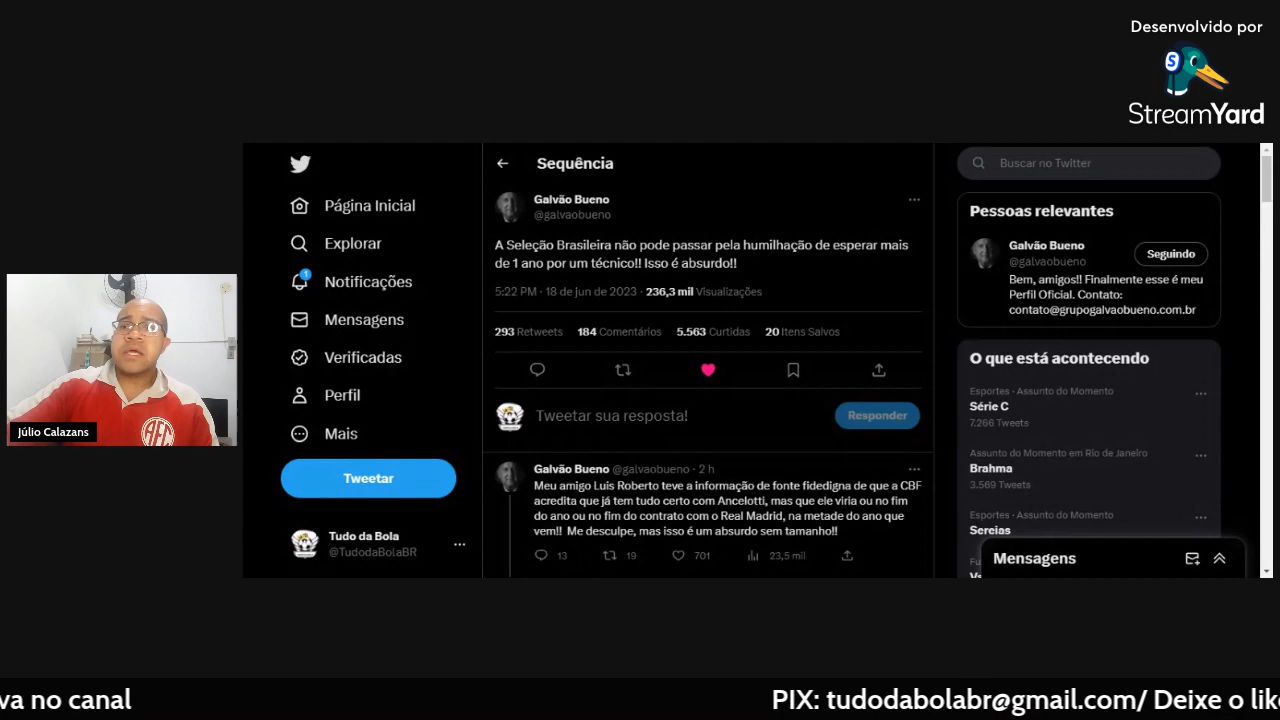 Desenvolvido por
S
StreamYard
Página Inicial
Explorar
1
Notificações
Mensagens
Verificadas
Perfil
Mais
Tweetar
Tudo da Bola
@TudodaBolaBR
Sequência
Galvão Bueno
@galvaobueno
A Seleção Brasileira não pode passar pela humilhação de esperar mais
de 1 ano por um técnico!! Isso é absurdo!!
5:22 PM · 18 de jun de 2023 · 236,3 mil Visualizações
293 Retweets 184 Comentários 5.563 Curtidas 20 Itens Salvos
Tweetar sua resposta!
Responder
Galvão Bueno @galvaobueno · 2 h
Meu amigo Luis Roberto teve a informação de fonte fidedigna de que a CBF
acredita que já tem tudo certo com Ancelotti, mas que ele viria ou no fim
do ano ou no fim do contrato com o Real Madrid, na metade do ano que
vem!! Me desculpe, mas isso é um absurdo sem tamanho!!
13 19 701 23,5 mil
Buscar no Twitter
Pessoas relevantes
Galvão Bueno
@galvaobueno
Seguindo
Bem, amigos!! Finalmente esse é meu
Perfil Oficial. Contato:
contato@grupogalvaobueno.com.br
O que está acontecendo
Esportes · Assunto do Momento
Série C
7.266 Tweets
Assunto do Momento em Rio de Janeiro
Brahma
3.569 Tweets
Esportes · Assunto do Momento
Sereias
Mensagens
Júlio Calazans
va no canal
PIX: tudodabolabr@gmail.com/ Deixe o lik